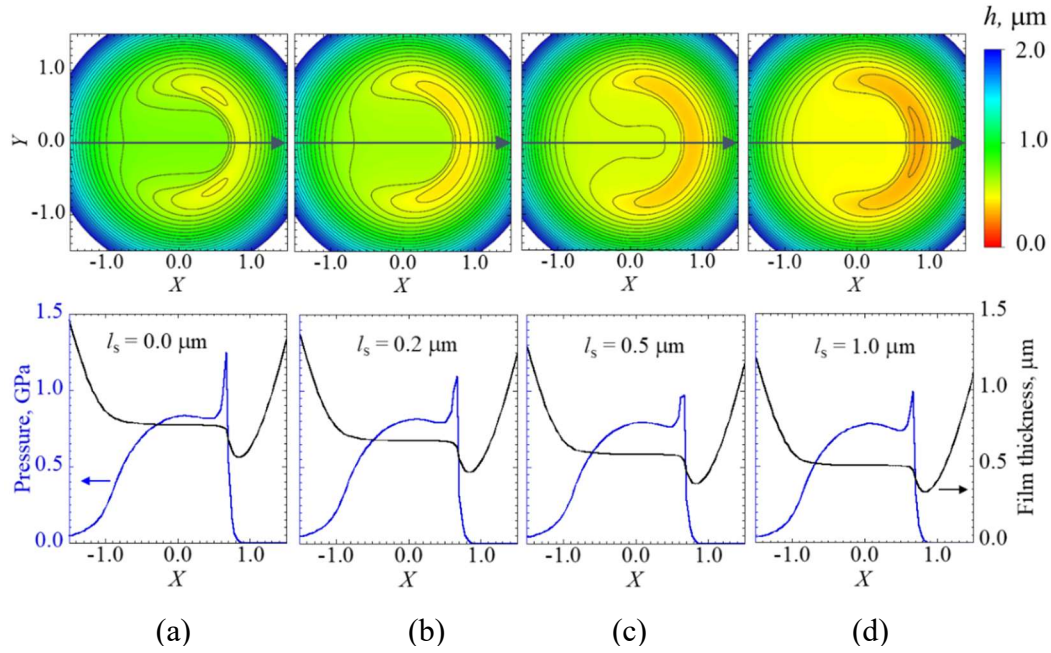 h, μm
1.0
0.0
-1.0
Y
-1.0 0.0 1.0
-1.0 0.0 1.0
-1.0 0.0 1.0
-1.0 0.0 1.0
X
X
X
X
2.0
1.0
0.0
1.5
1.0
0.5
0.0
Pressure, GPa
ls = 0.0 μm
ls = 0.2 μm
ls = 0.5 μm
ls = 1.0 μm
1.5
1.0
0.5
0.0
Film thickness, μm
-1.0 0.0 1.0
-1.0 0.0 1.0
-1.0 0.0 1.0
-1.0 0.0 1.0
X
X
X
X
(a)
(b)
(c)
(d)